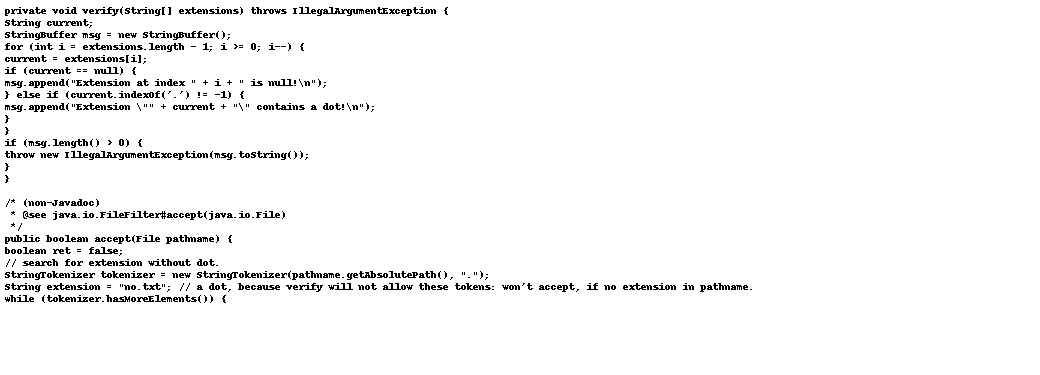 private void verify(String[] extensions) throws IllegalArgumentException {
String current;
StringBuffer msg = new StringBuffer();
for (int i = extensions.length - 1; i >= 0; i--) {
current = extensions[i];
if (current == null) {
msg.append("Extension at index " + i + " is null!\n");
} else if (current.indexOf('.') != -1) {
msg.append("Extension \"" + current + "\" contains a dot!\n");
}
}
if (msg.length() > 0) {
throw new IllegalArgumentException(msg.toString());
}
}

/* (non-Javadoc)
 * @see java.io.FileFilter#accept(java.io.File)
 */
public boolean accept(File pathname) {
boolean ret = false;
// search for extension without dot.
StringTokenizer tokenizer = new StringTokenizer(pathname.getAbsolutePath(), ".");
String extension = "no.txt"; // a dot, because verify will not allow these tokens: won't accept, if no extension in pathname.
while (tokenizer.hasMoreElements()) {